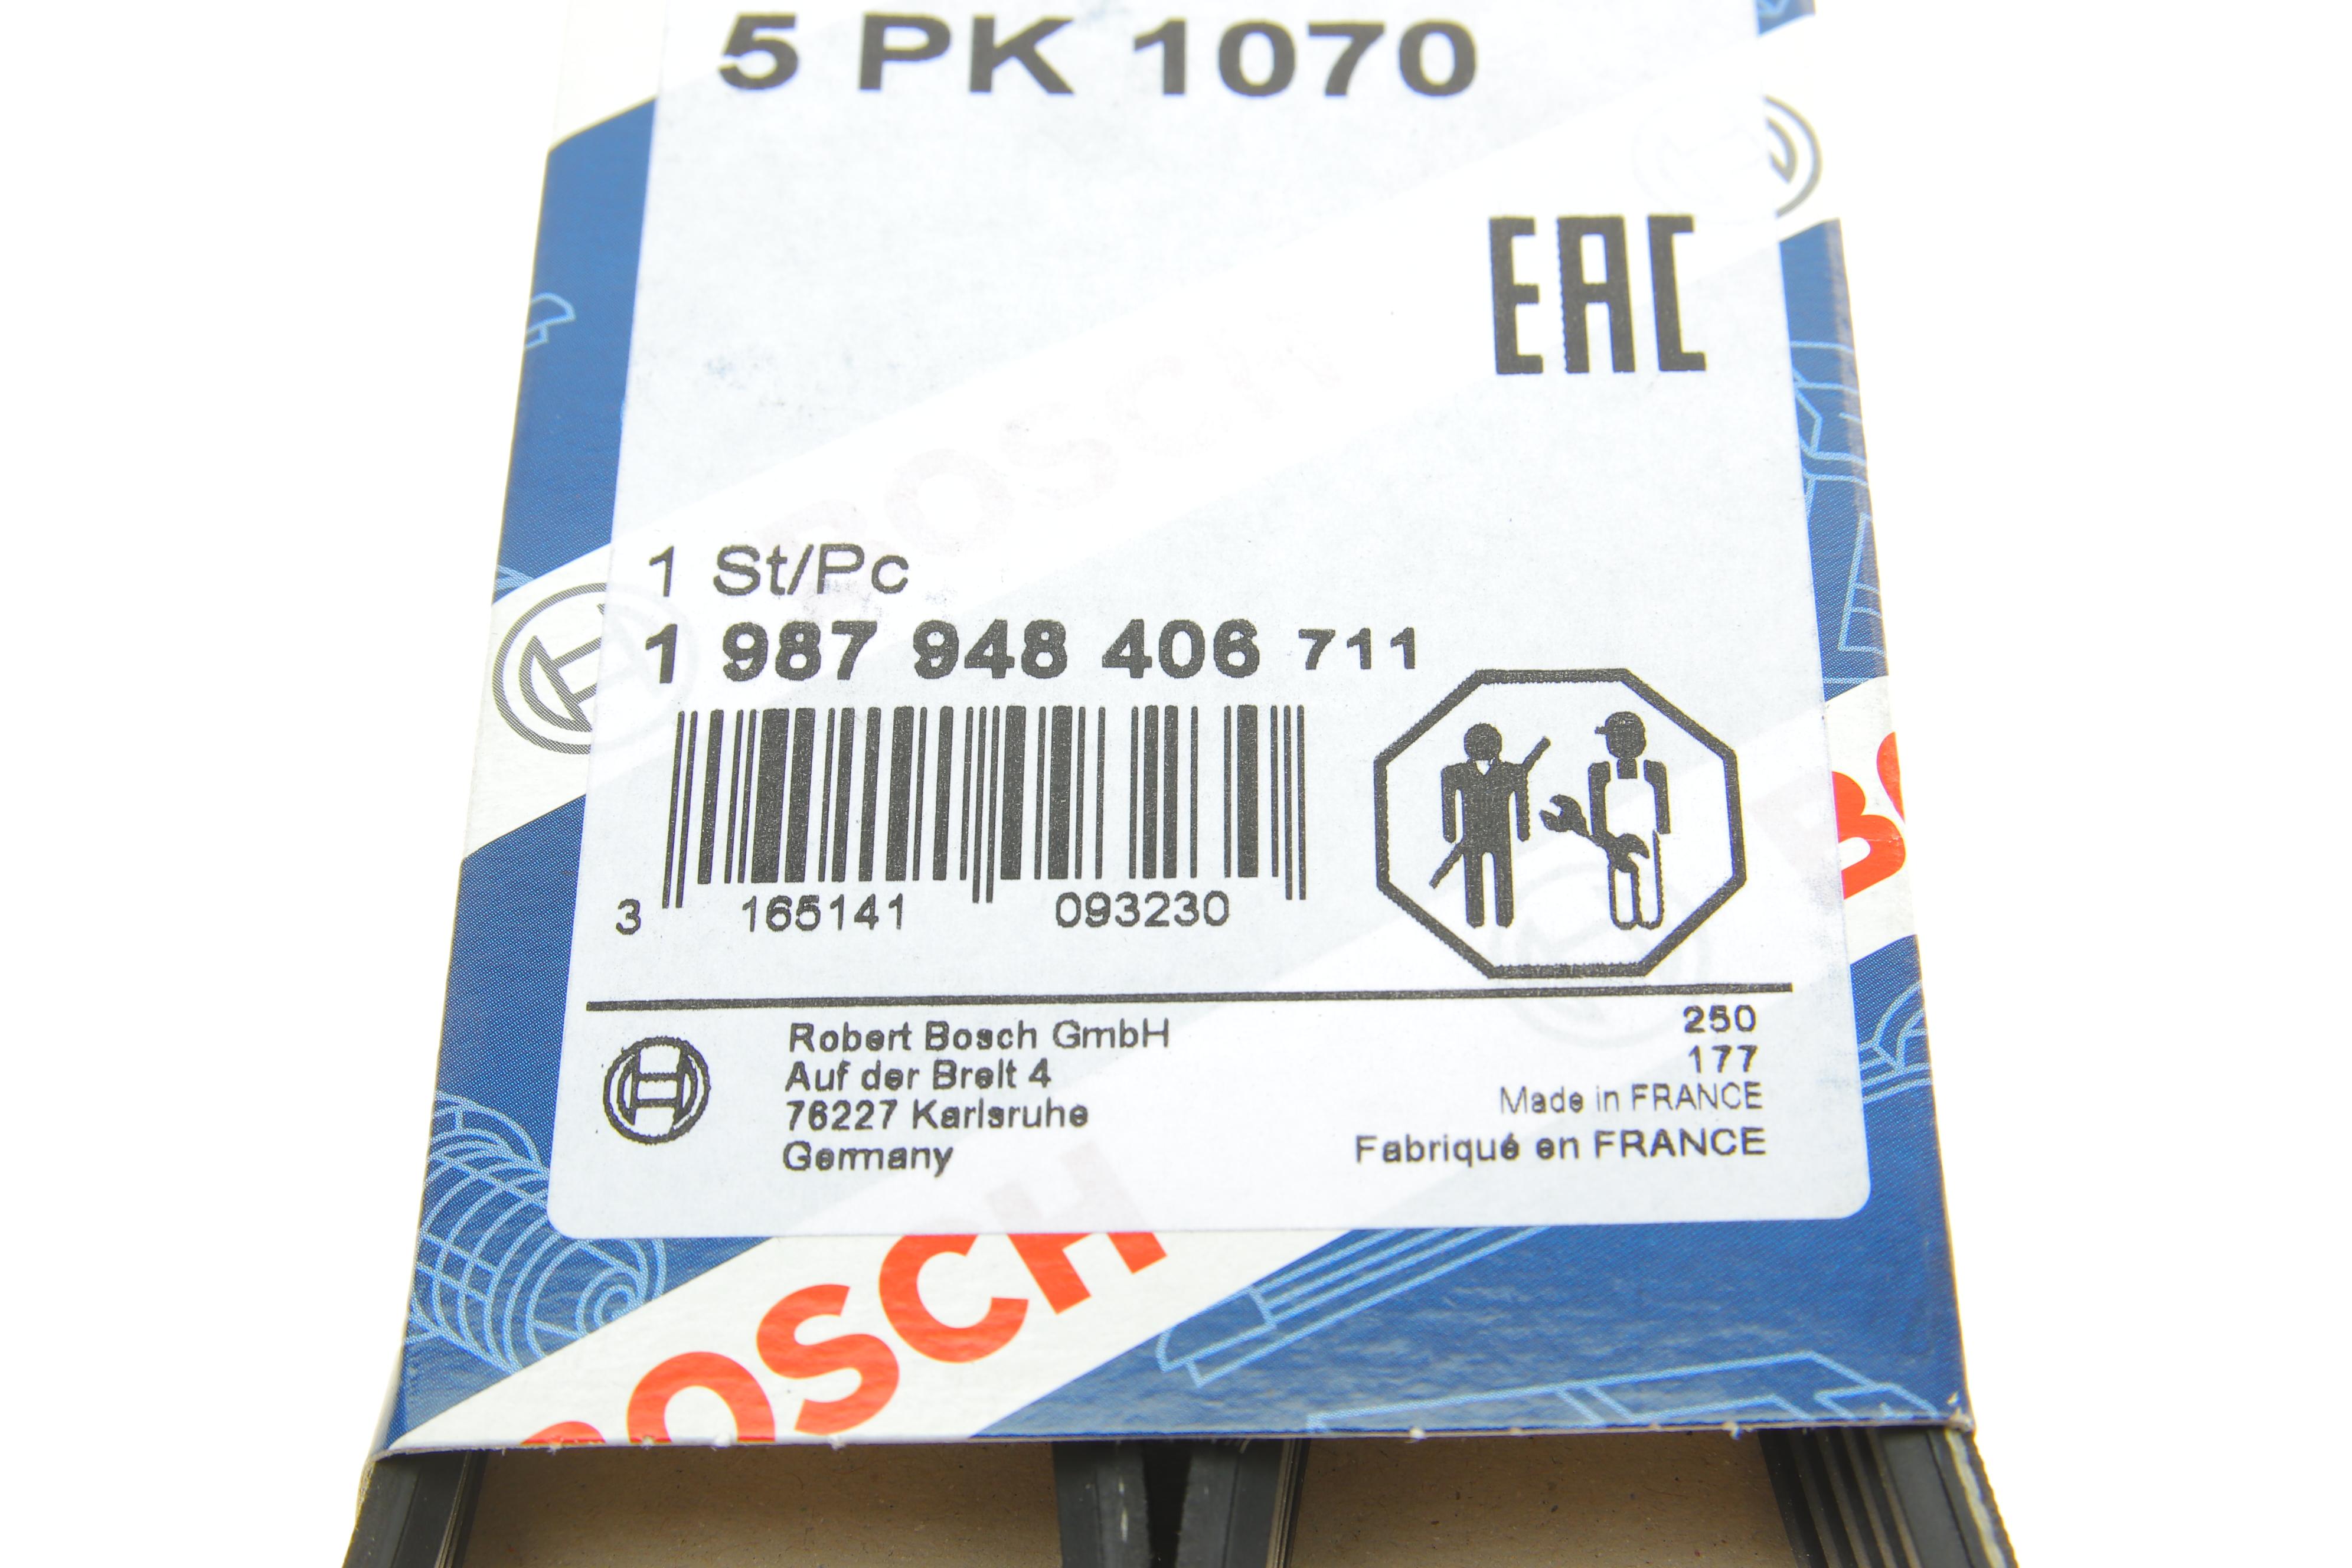 5 PK 1070
EAC
BOSCH
1 St/Pc
1 987 948 406 711
3 165141 093230
Robert Bosch GmbH
Auf der Breit 4
76227 Karlsruhe
Germany
250
177
Made in FRANCE
Fabriqué en FRANCE
BOSCH